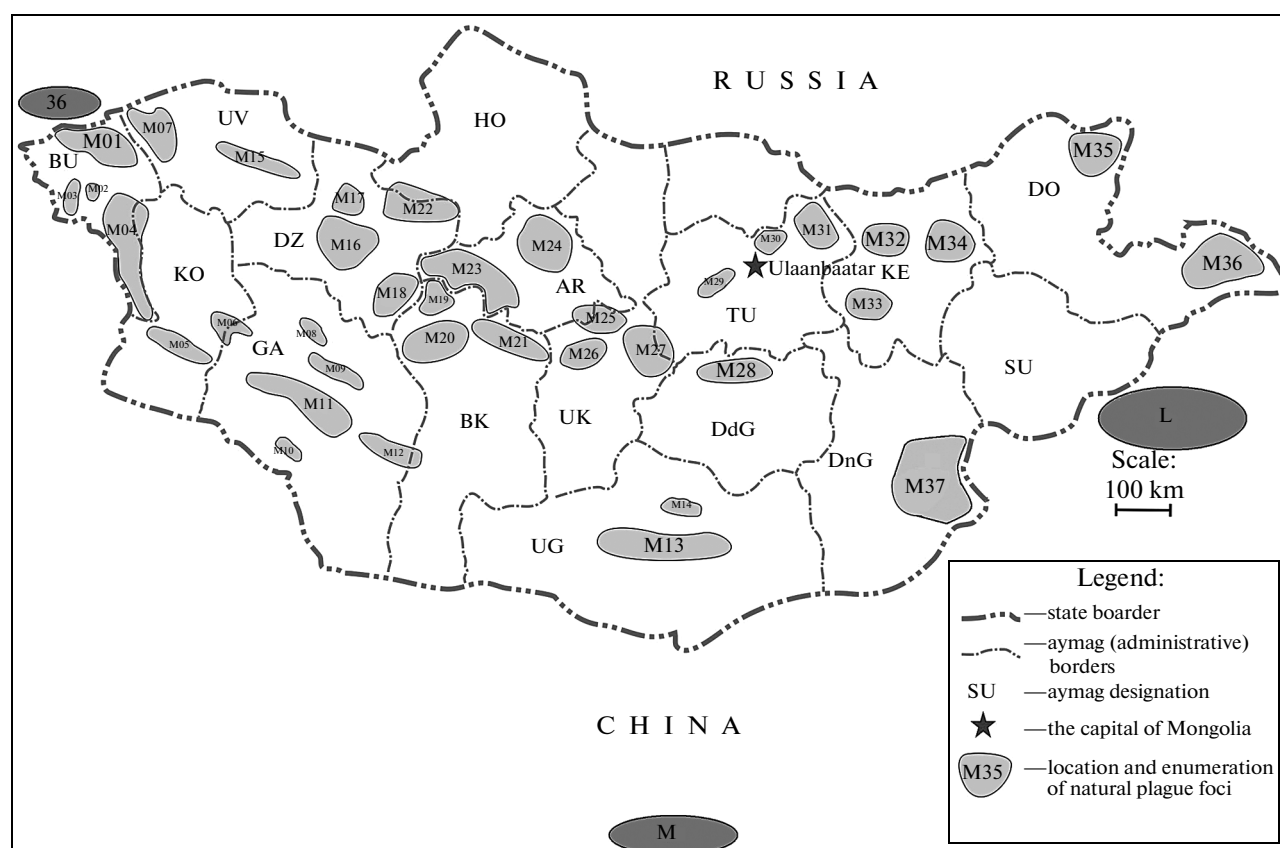 RUSSIA
36
UV
HO
M07
M01
BU
M15
M35
DO
M03
M02
M17
M22
M04
M16
DZ
M24
M30
M31
M32
M34
KO
M23
AR
Ulaanbaatar
KE
M36
M18
M19
M29
TU
M33
M06
M05
GA
M08
M20
M21
M25
M26
M27
M09
M28
SU
M11
BK
UK
DdG
L
M10
M12
DnG
Scale:
100 km
M37
M14
UG
M13
CHINA
M
Legend:
—state boarder
—aymag (administrative)
borders
SU —aymag designation
—the capital of Mongolia
M35 —location and enumeration
of natural plague foci